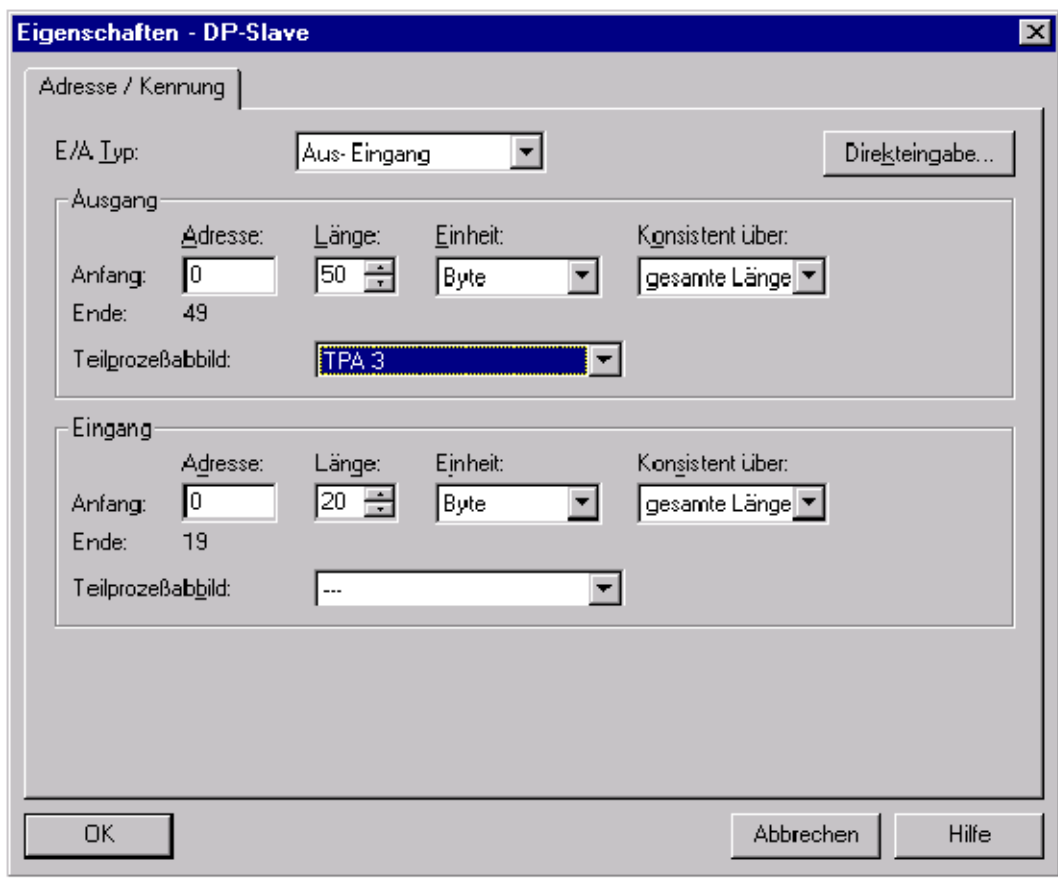 Eigenschaften - DP-Slave
Adresse / Kennung
E/A Typ: Aus- Eingang Direkteingabe...
Ausgang
Adresse: Länge: Einheit: Konsistent über:
Anfang: 0 50 Byte gesamte Länge
Ende: 49
Teilprozeßabbild: TPA 3
Eingang
Adresse: Länge: Einheit: Konsistent über:
Anfang: 0 20 Byte gesamte Länge
Ende: 19
Teilprozeßabbild: ---
OK Abbrechen Hilfe